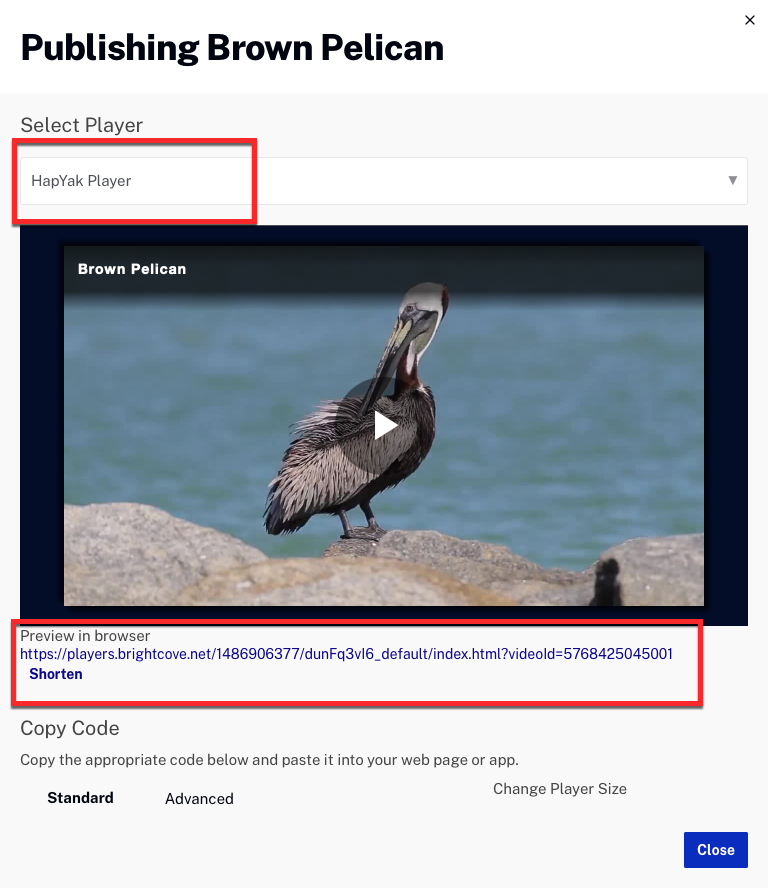 ×
Publishing Brown Pelican
Select Player
HapYak Player
Brown Pelican
Preview in browser
https://players.brightcove.net/1486906377/dunFq3vI6_default/index.html?videoId=5768425045001
Shorten
Copy Code
Copy the appropriate code below and paste it into your web page or app.
Standard Advanced Change Player Size
Close